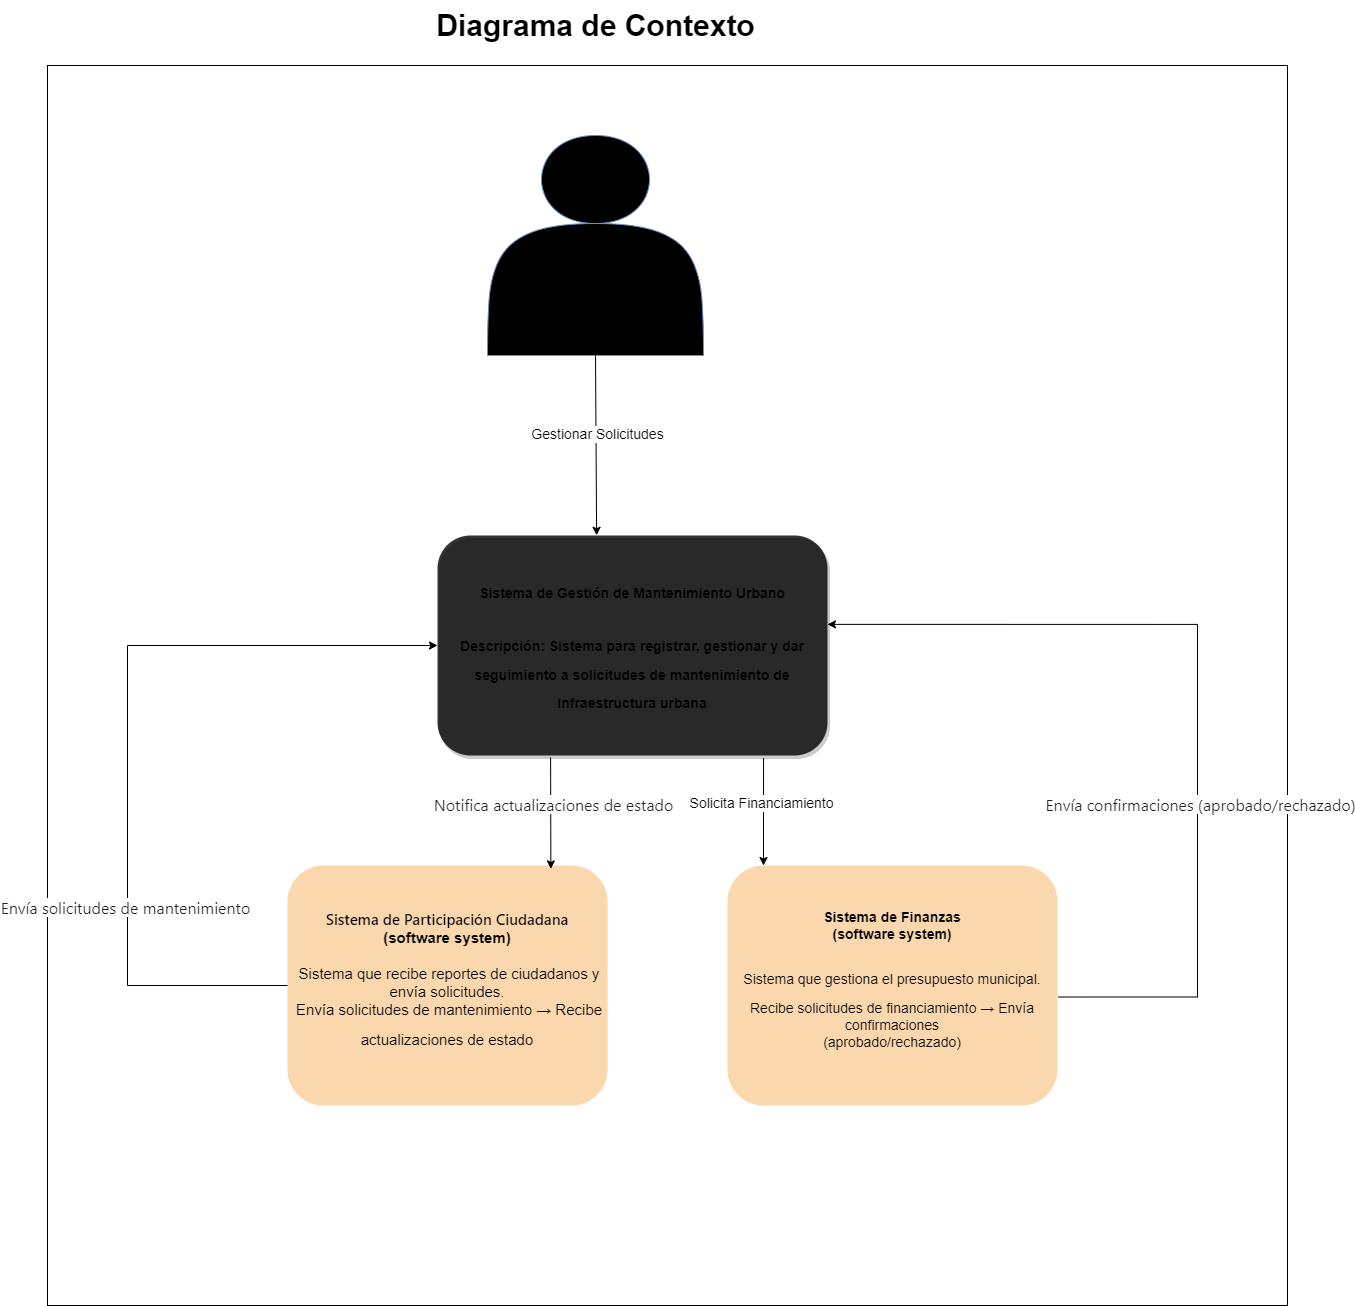 Diagrama de Contexto
Gestionar Solicitudes
Sistema de Gestión de Mantenimiento Urbano
Descripción: Sistema para registrar, gestionar y dar
seguimiento a solicitudes de mantenimiento de
infraestructura urbana
Notifica actualizaciones de estado
Solicita Financiamiento
Envía confirmaciones (aprobado/rechazado)
Envía solicitudes de mantenimiento
Sistema de Participación Ciudadana
(software system)
Sistema que recibe reportes de ciudadanos y
envía solicitudes.
Envía solicitudes de mantenimiento → Recibe
actualizaciones de estado
Sistema de Finanzas
(software system)
Sistema que gestiona el presupuesto municipal.
Recibe solicitudes de financiamiento → Envía
confirmaciones
(aprobado/rechazado)